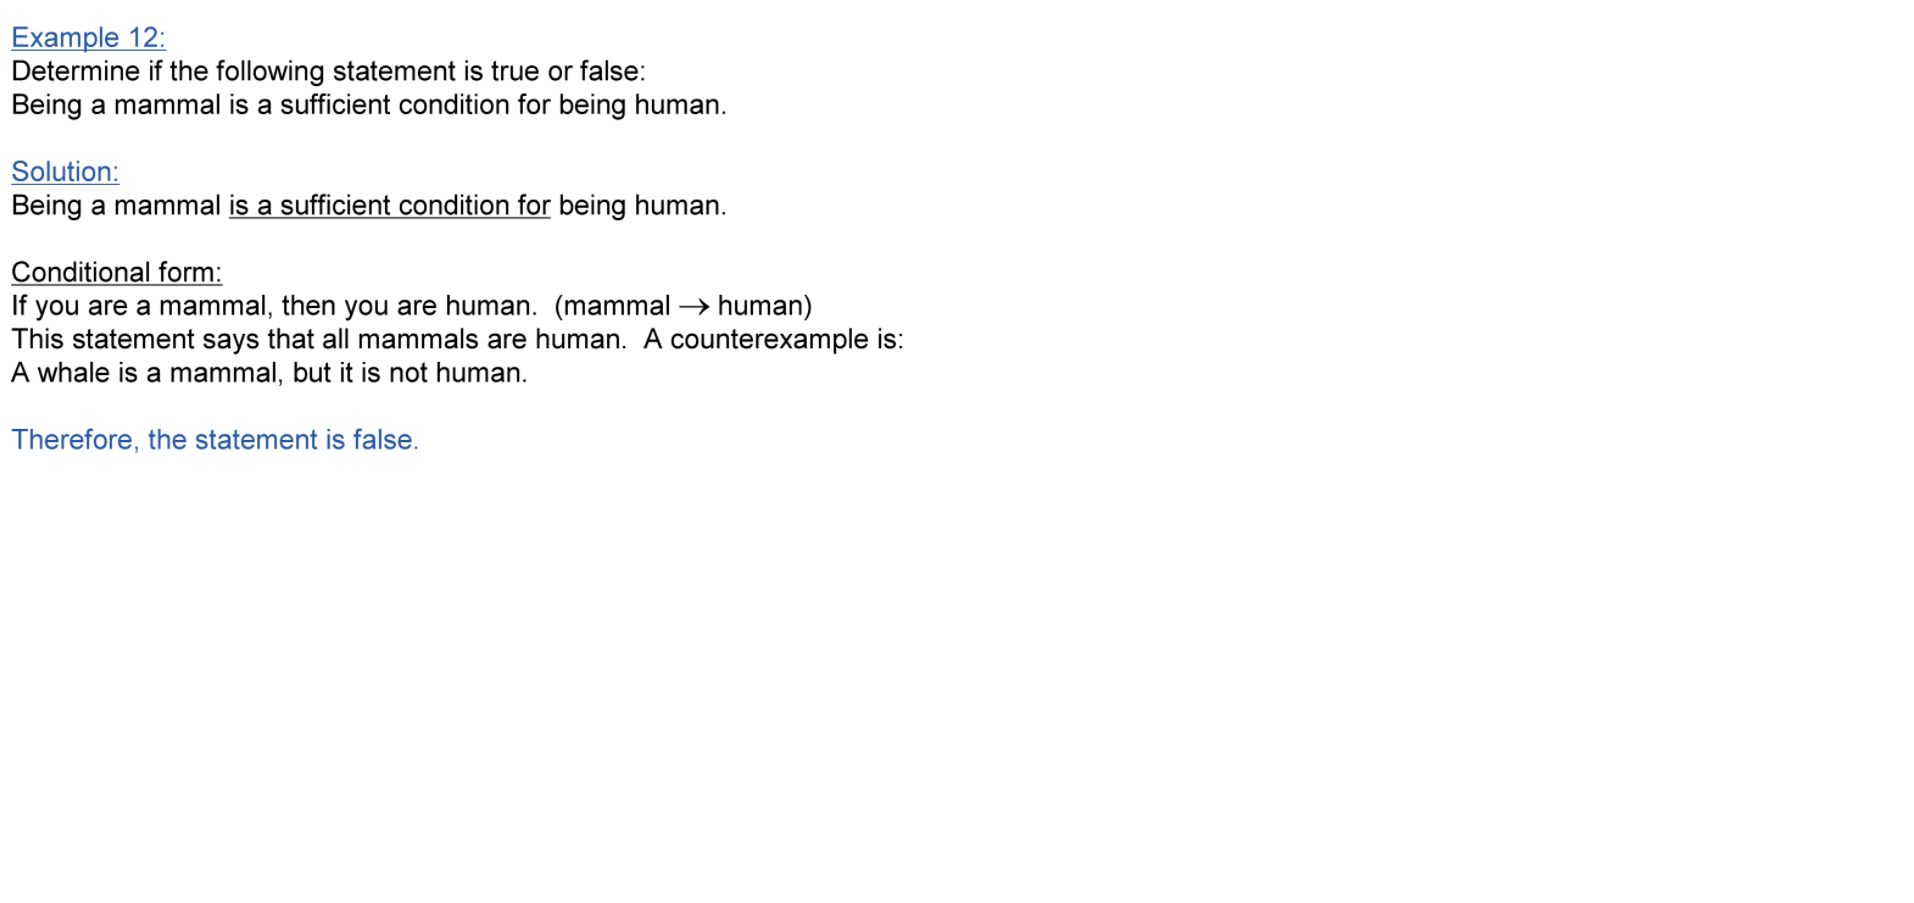 Example 12:
Determine if the following statement is true or false:
Being a mammal is a sufficient condition for being human.
Solution:
Being a mammal is a sufficient condition for being human.
Conditional form:
If you are a mammal, then you are human.  (mammal → human)
This statement says that all mammals are human.  A counterexample is:
A whale is a mammal, but it is not human.
Therefore, the statement is false.